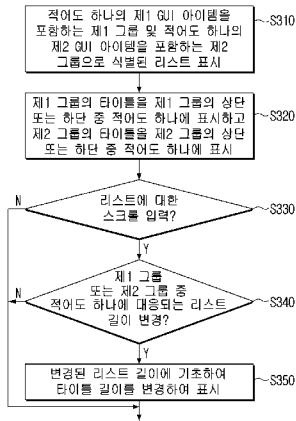 적어도 하나의 제1 GUI 아이템을
포함하는 제1 그룹 및 적어도 하나의
제2 GUI 아이템을 포함하는 제2
그룹으로 식별된 리스트 표시
S310
제1 그룹의 타이틀을 제1 그룹의 상단
또는 하단 중 적어도 하나에 표시하고
제2 그룹의 타이틀을 제2 그룹의 상단
또는 하단 중 적어도 하나에 표시
S320
리스트에 대한
스크롤 입력?
S330
N
Y
제1 그룹
또는 제2 그룹 중
적어도 하나에 대응되는 리스트
길이 변경?
S340
N
Y
변경된 리스트 길이에 기초하여
타이틀 길이를 변경하여 표시
S350